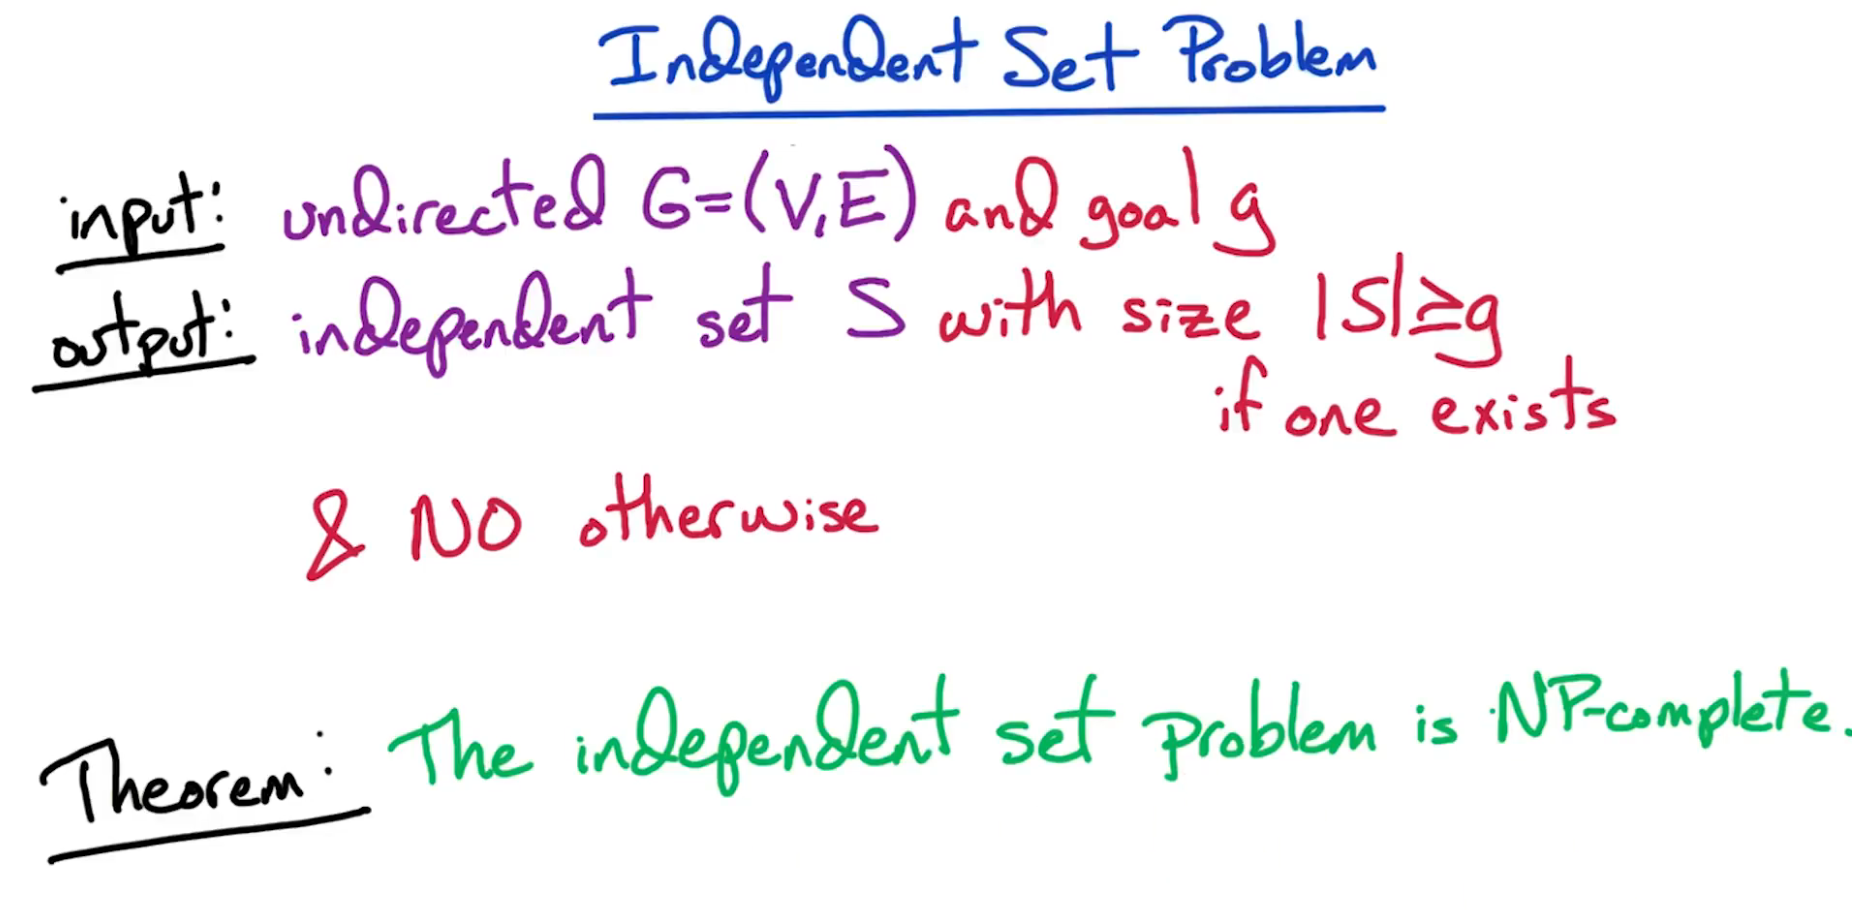 Independent Set Problem
input: undirected G=(V,E) and goal g
output: independent set S with size |S|≥g
if one exists
& NO otherwise
Theorem: The independent set problem is NP-complete.